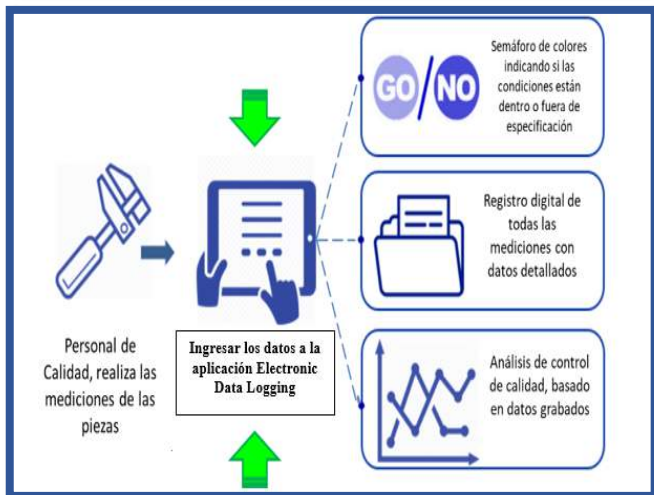 Personal de
Calidad, realiza las
mediciones de las
piezas
Ingresar los datos a la
aplicación Electronic
Data Logging
GO/NO
Semáforo de colores
indicando si las
condiciones están
dentro o fuera de
especificación
Registro digital de
todas las
mediciones con
datos detallados
Análisis de control
de calidad, basado
en datos grabados